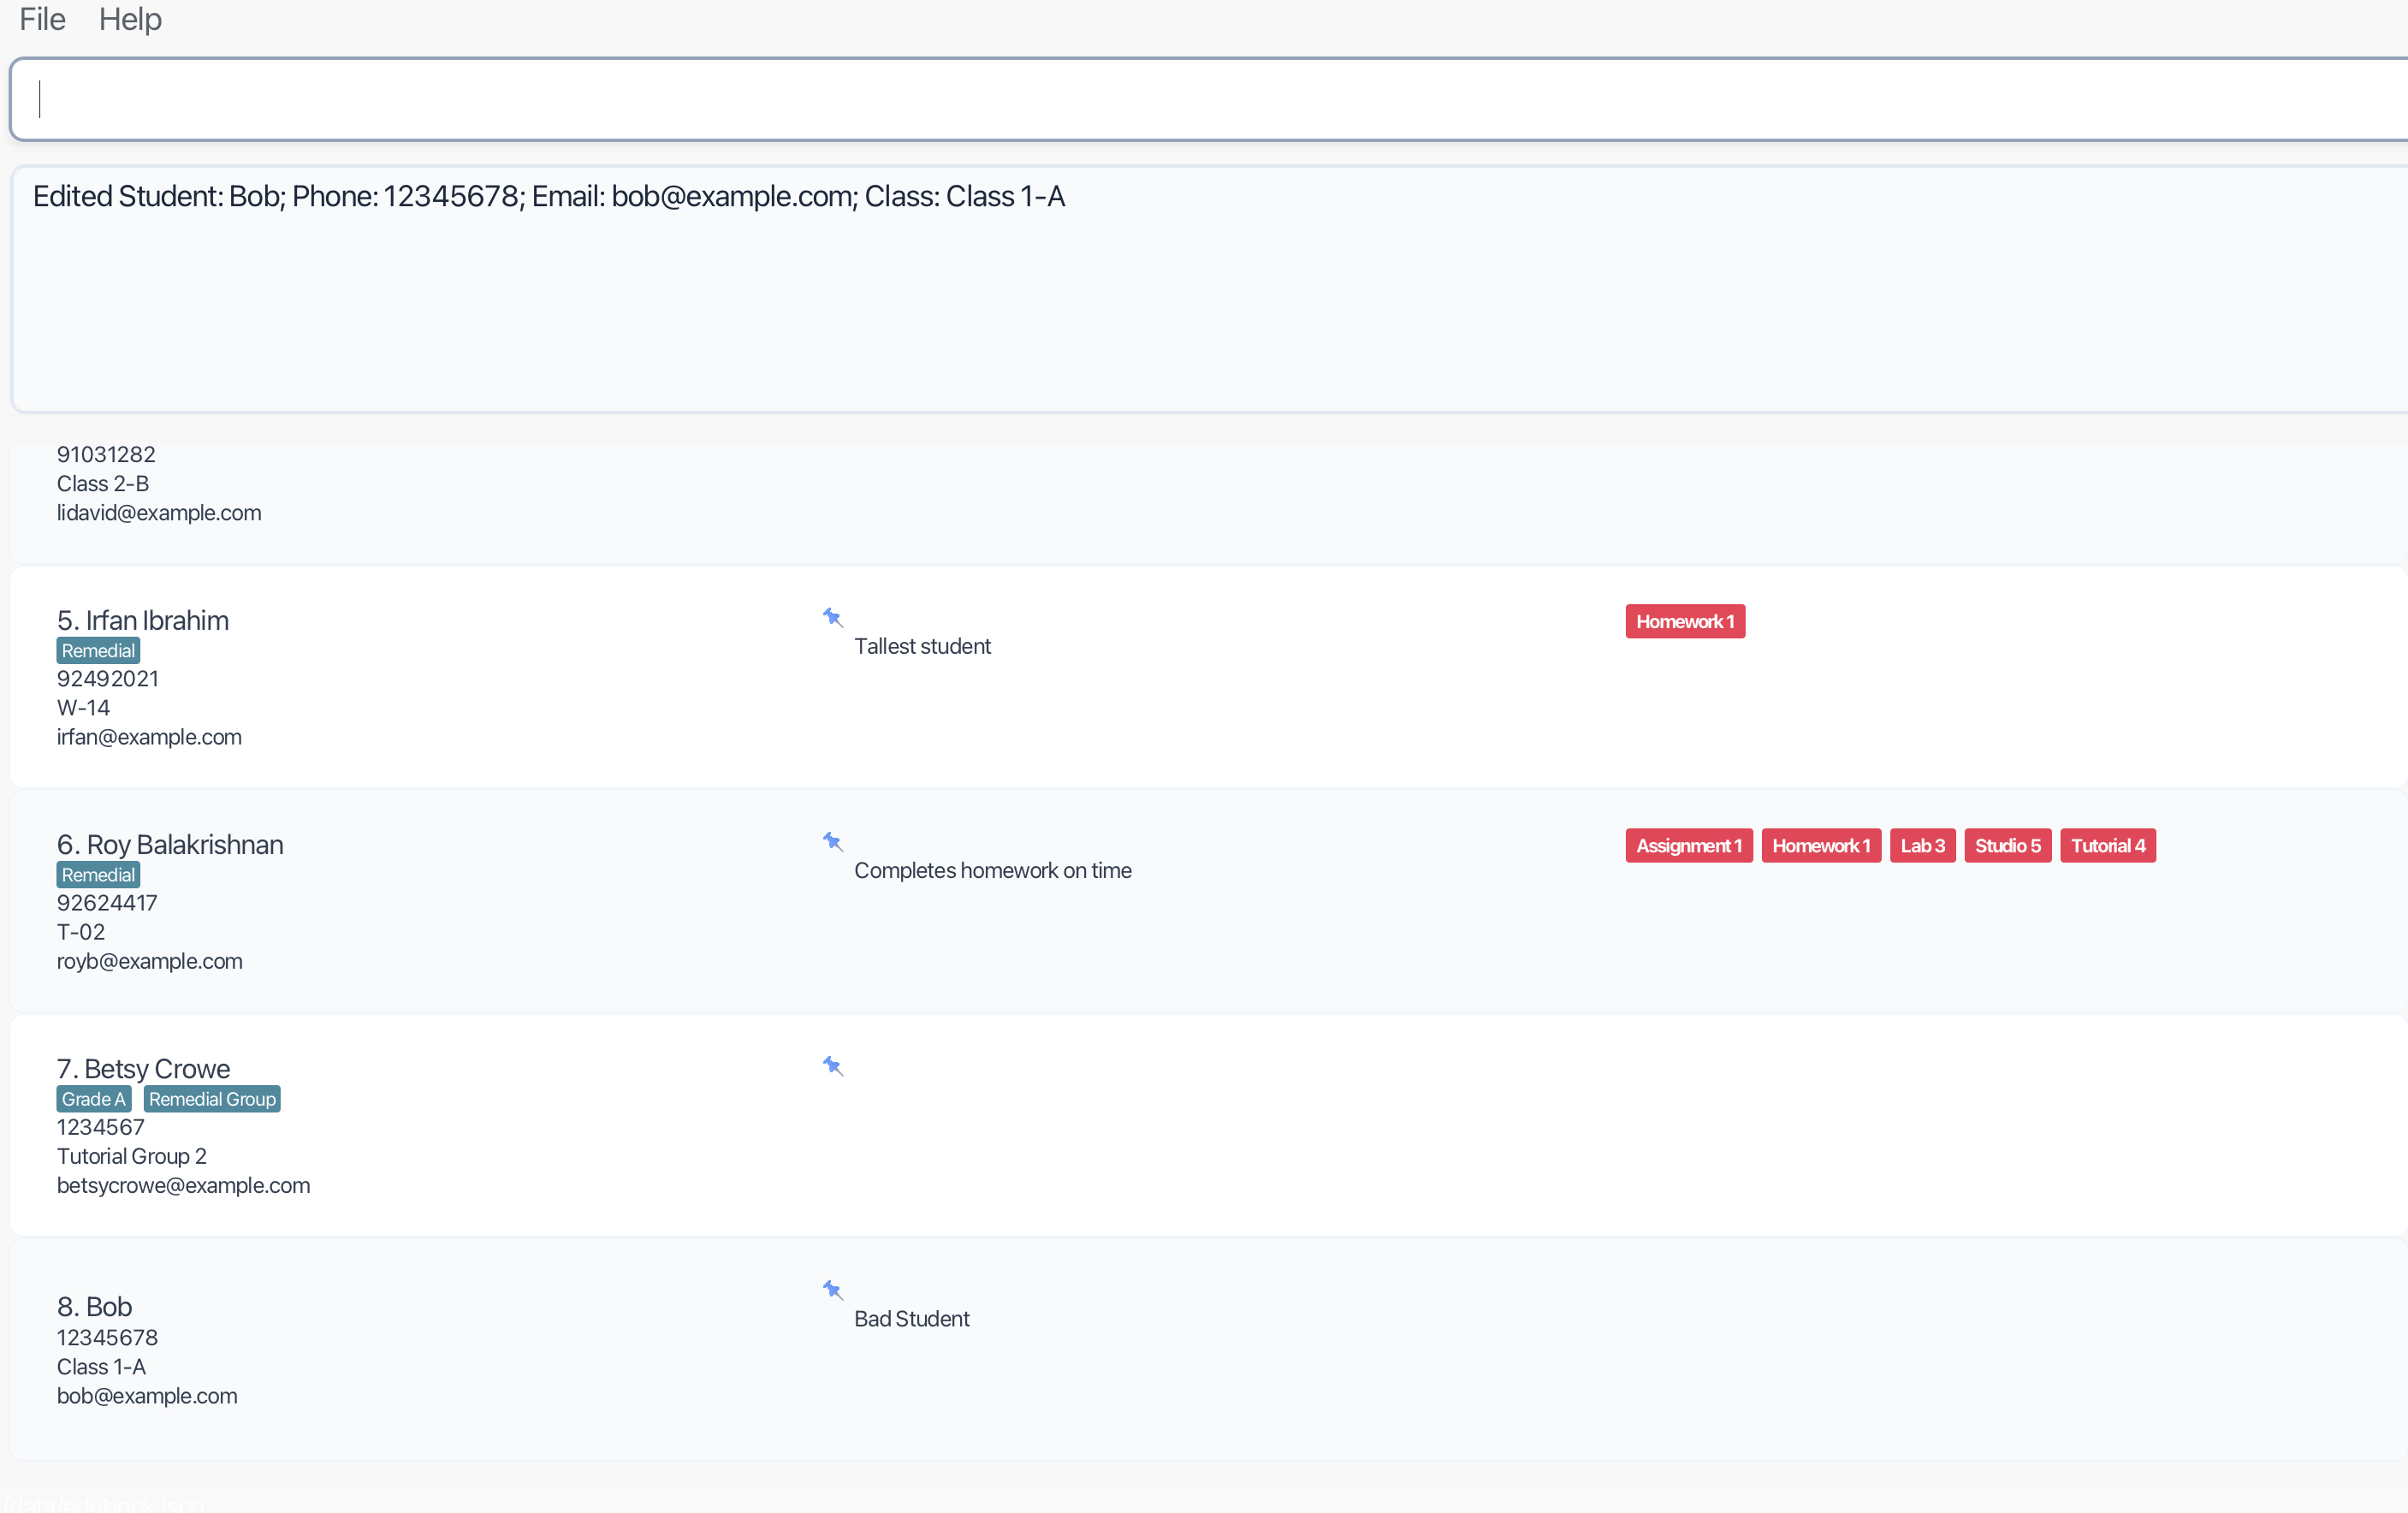 File Help
Edited Student: Bob; Phone: 12345678; Email: bob@example.com; Class: Class 1-A
91031282
Class 2-B
lidavid@example.com
5. Irfan Ibrahim
Remedial
92492021
W-14
irfan@example.com
Tallest student
Homework 1
6. Roy Balakrishnan
Remedial
92624417
T-02
royb@example.com
Completes homework on time
Assignment 1 Homework 1 Lab 3 Studio 5 Tutorial 4
7. Betsy Crowe
Grade A Remedial Group
1234567
Tutorial Group 2
betsycrowe@example.com
8. Bob
12345678
Class 1-A
bob@example.com
Bad Student
/data/edubook.json